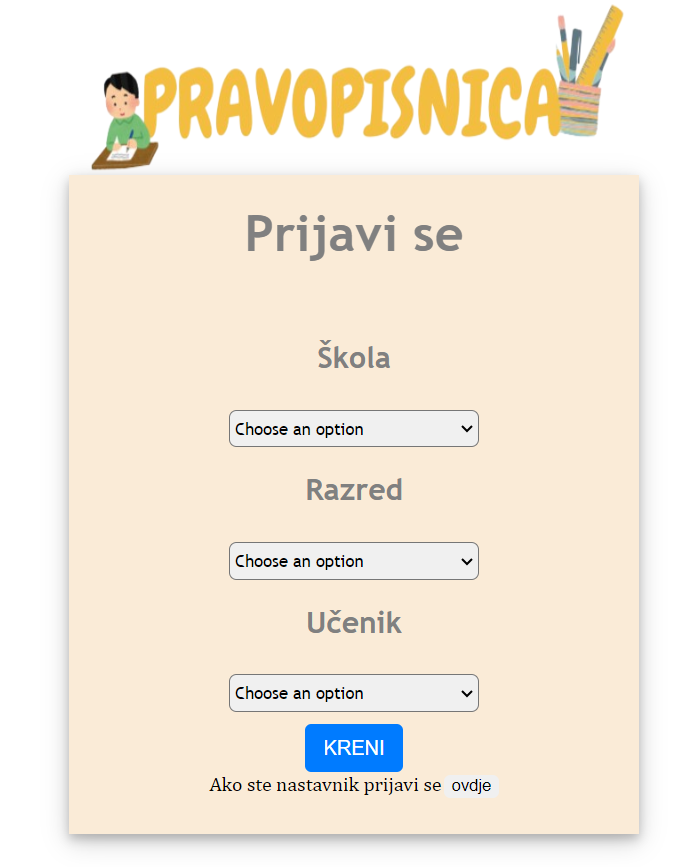 PRAVOPISNICA
Prijavi se
Škola
Choose an option
Razred
Choose an option
Učenik
Choose an option
KRENI
Ako ste nastavnik prijavi se ovdje